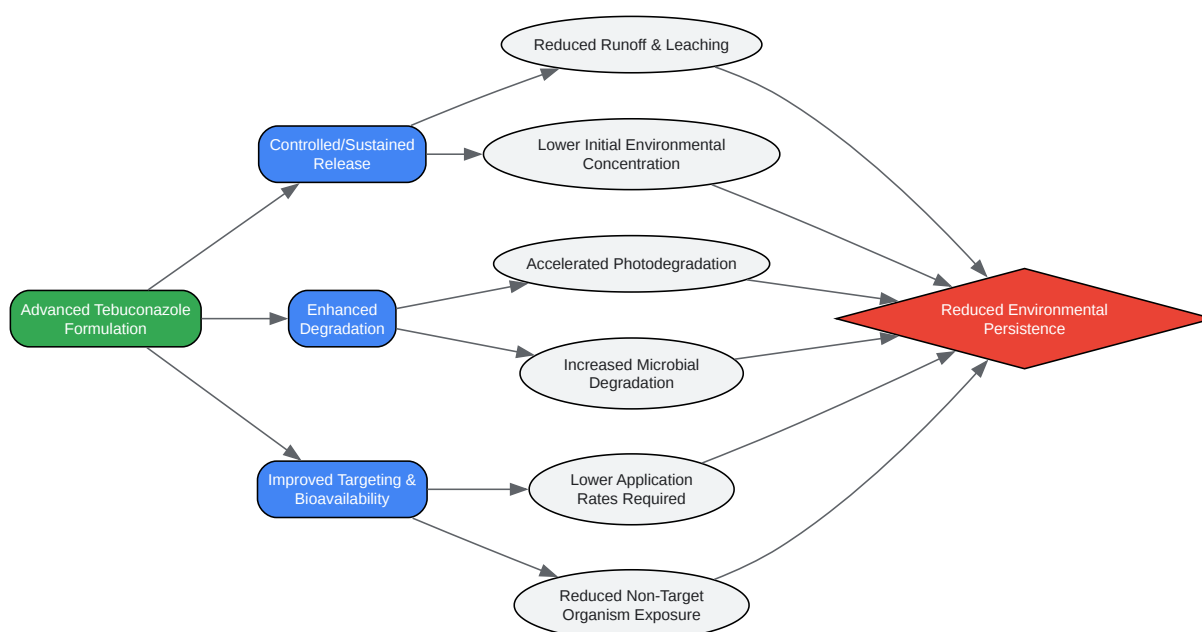 Reduced Runoff & Leaching
Controlled/Sustained
Release
Lower Initial Environmental
Concentration
Accelerated Photodegradation
Advanced Tebuconazole
Formulation
Enhanced
Degradation
Reduced Environmental
Persistence
Increased Microbial
Degradation
Improved Targeting &
Bioavailability
Lower Application
Rates Required
Reduced Non-Target
Organism Exposure